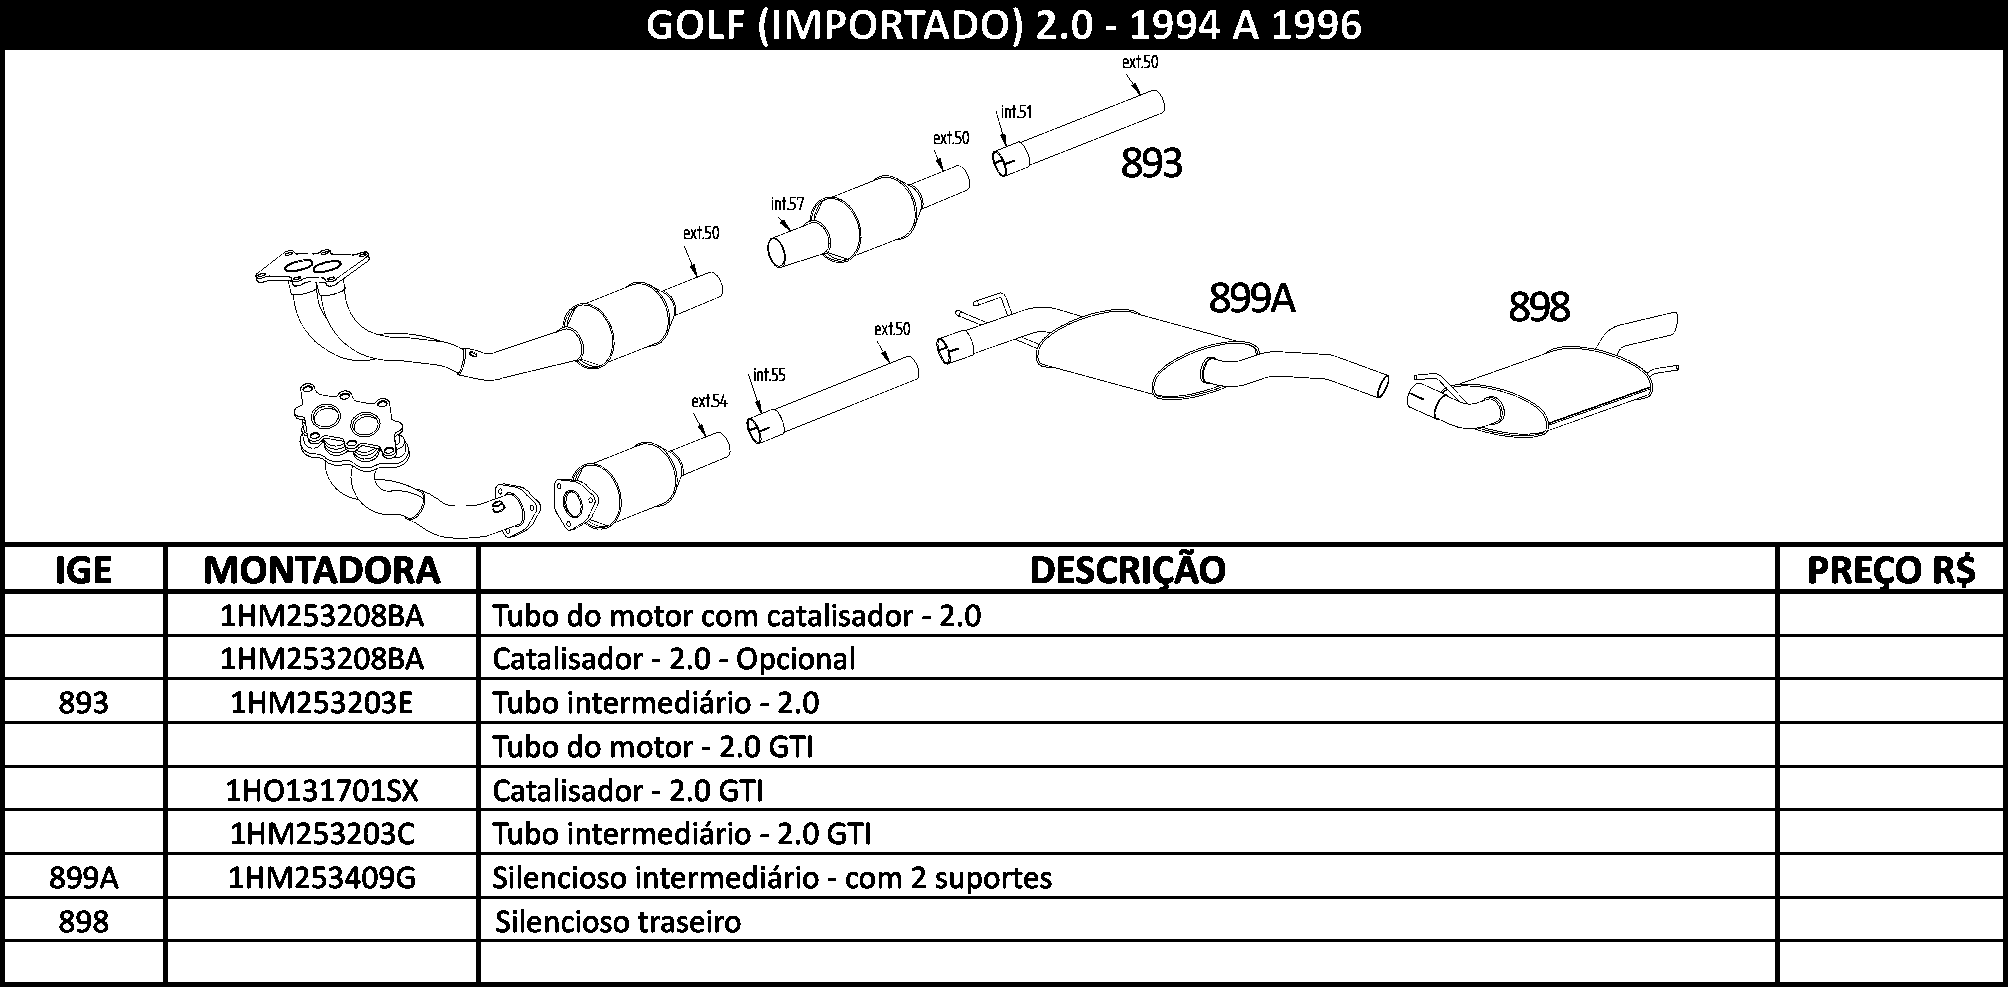 GOLF (IMPORTADO) 2.0 - 1994 A 1996
ext.50
int.51
ext.50
893
int.57
ext.50
899A
898
ext.50
int.55
ext.54
IGE MONTADORA DESCRIÇÃO PREÇO R$
1HM253208BA Tubo do motor com catalisador - 2.0
1HM253208BA Catalisador - 2.0 - Opcional
893 1HM253203E Tubo intermediário - 2.0
Tubo do motor - 2.0 GTI
1HO131701SX Catalisador - 2.0 GTI
1HM253203C Tubo intermediário - 2.0 GTI
899A 1HM253409G Silencioso intermediário - com 2 suportes
898 Silencioso traseiro